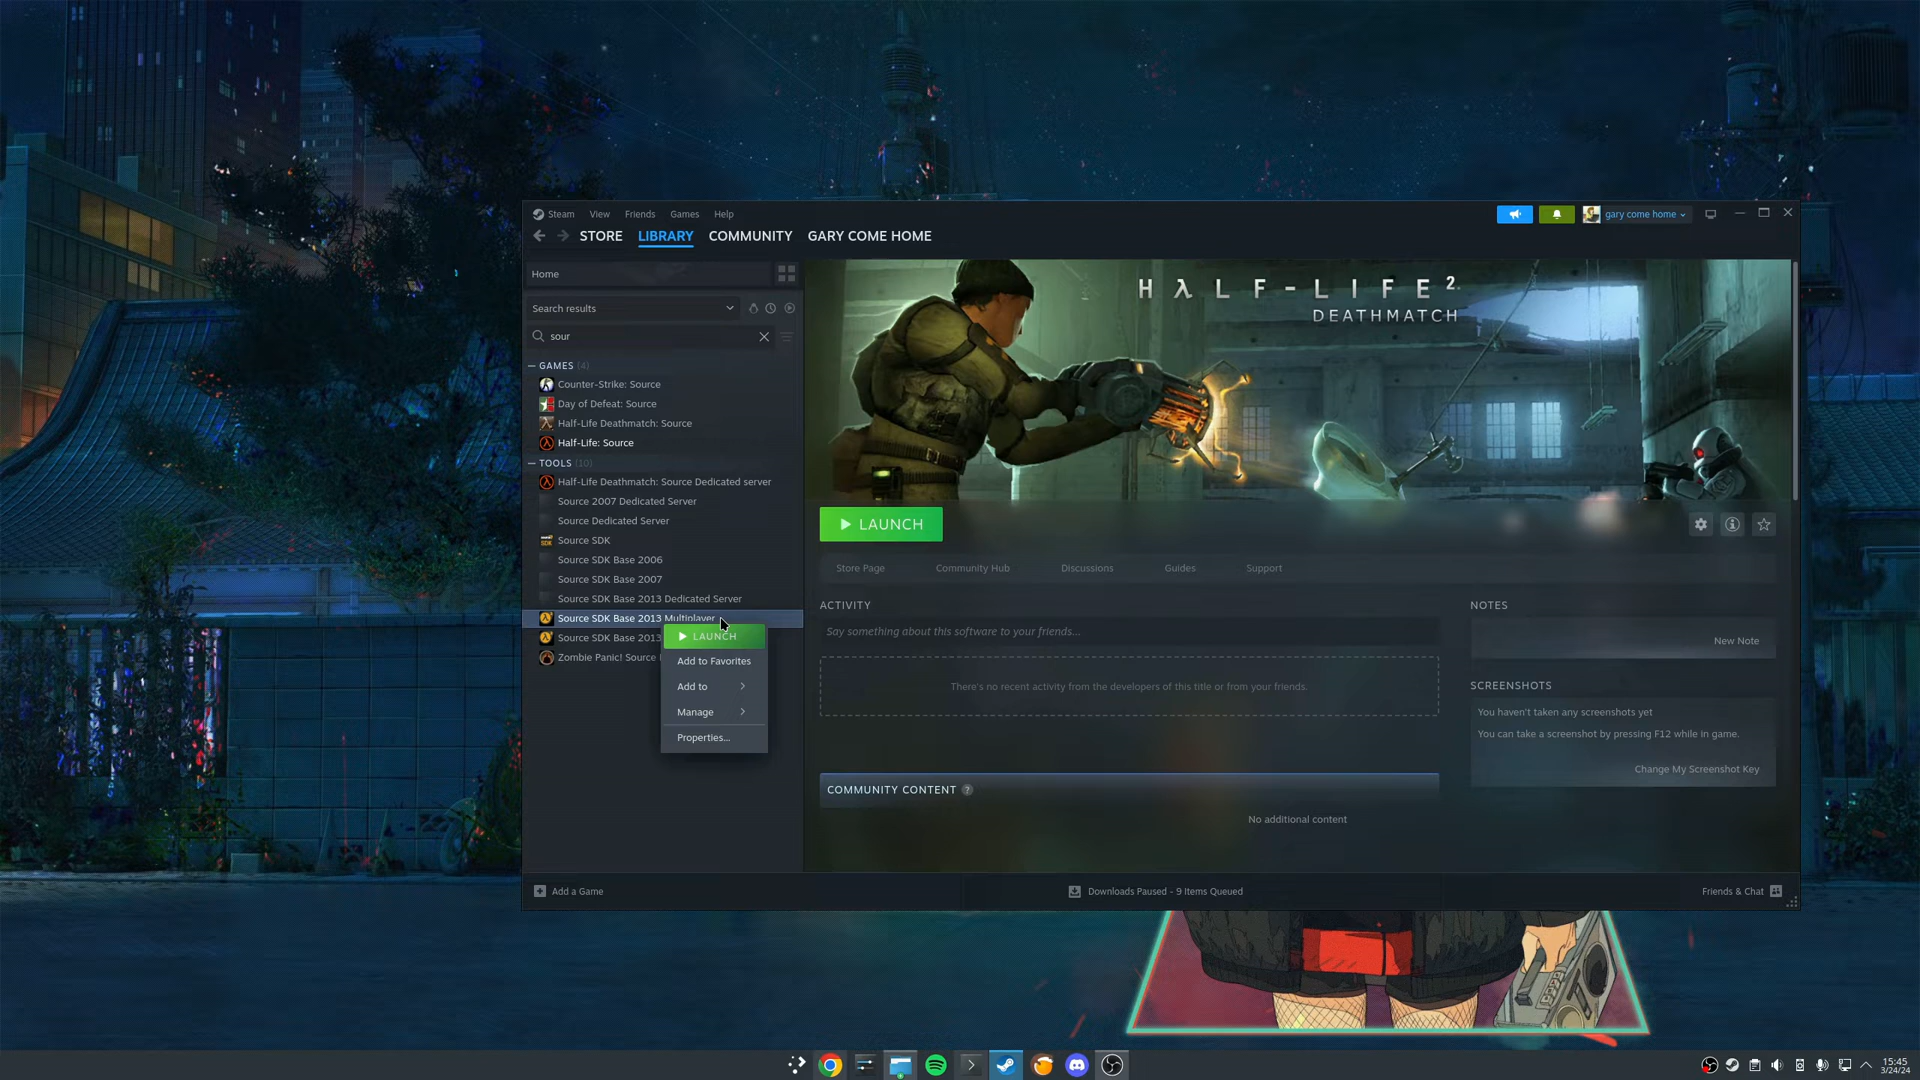 Steam View Friends Games Help
gary come home
STORE LIBRARY COMMUNITY GARY COME HOME
Home
Search results
sour
GAMES (4)
Counter-Strike: Source
Day of Defeat: Source
Half-Life Deathmatch: Source
Half-Life: Source
TOOLS (10)
Half-Life Deathmatch: Source Dedicated server
Source 2007 Dedicated Server
Source Dedicated Server
SDK Source SDK
Source SDK Base 2006
Source SDK Base 2007
Source SDK Base 2013 Dedicated Server
Source SDK Base 2013 Multiplayer
Source SDK Base 2013
Zombie Panic! Source
LAUNCH
Add to Favorites
Add to
Manage
Properties...
HλLF-LIFE²
DEATHMATCH
LAUNCH
Store Page Community Hub Discussions Guides Support
ACTIVITY
Say something about this software to your friends...
There's no recent activity from the developers of this title or from your friends.
COMMUNITY CONTENT ?
No additional content
NOTES
New Note
SCREENSHOTS
You haven't taken any screenshots yet
You can take a screenshot by pressing F12 while in game.
Change My Screenshot Key
Add a Game
Downloads Paused - 9 Items Queued
Friends & Chat
15:45
3/24/24